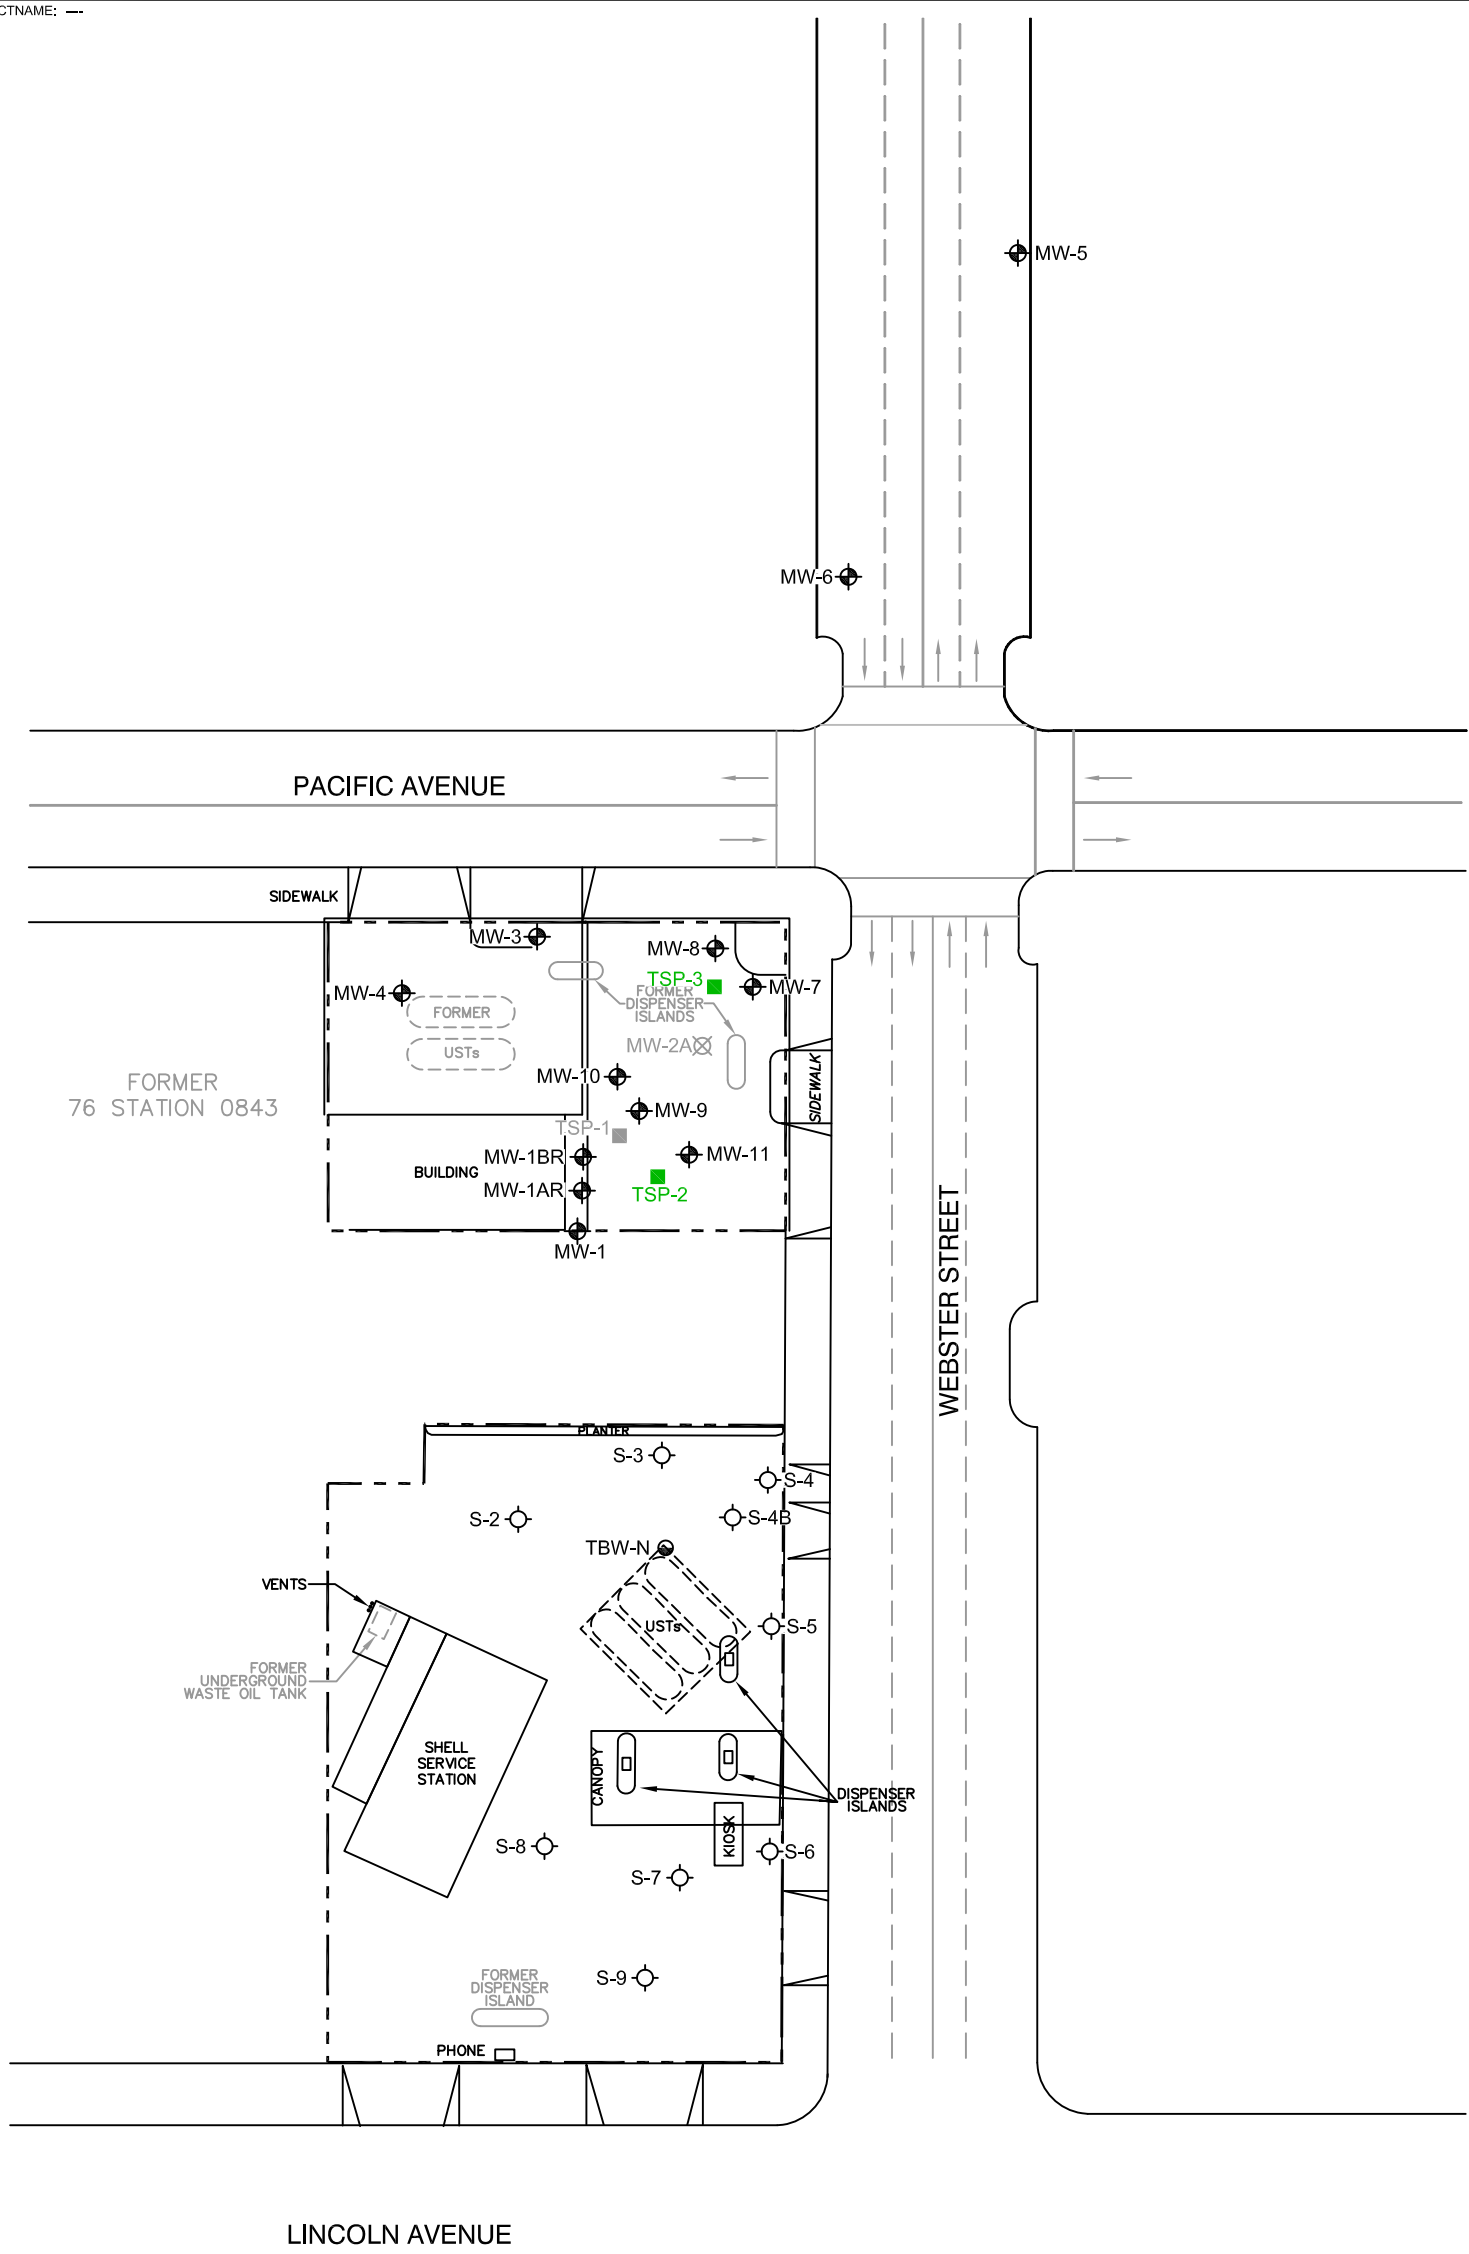 CTNAME: ---
MW-5
MW-6
PACIFIC AVENUE
SIDEWALK
MW-3
MW-8
TSP-3
MW-7
MW-4
FORMER
DISPENSER
ISLANDS
FORMER
USTs
MW-2A
MW-10
SIDEWALK
FORMER
76 STATION 0843
MW-9
TSP-1
MW-1BR
MW-11
BUILDING
MW-1AR
TSP-2
MW-1
WEBSTER STREET
PLANTER
S-3
S-4
S-2
S-4B
TBW-N
VENTS
USTs
S-5
FORMER
UNDERGROUND
WASTE OIL TANK
SHELL
SERVICE
STATION
CANOPY
DISPENSER
ISLANDS
KIOSK
S-8
S-6
S-7
FORMER
DISPENSER
ISLAND
S-9
PHONE
LINCOLN AVENUE